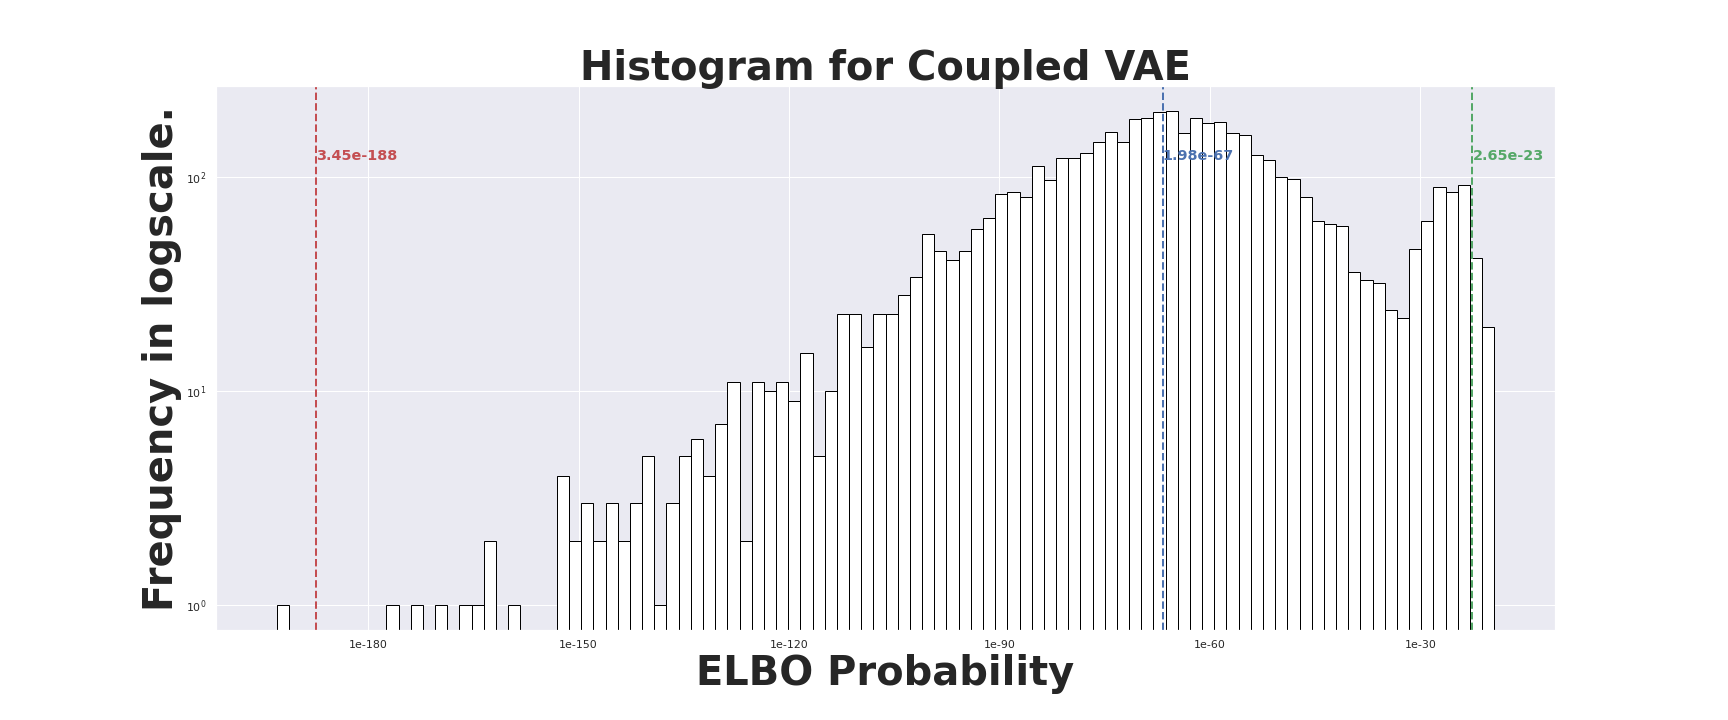 Histogram for Coupled VAE
Frequency in logscale.
10²
10¹
10⁰
3.45e-188
1.98e-67
2.65e-23
1e-180 1e-150 1e-120 1e-90 1e-60 1e-30
ELBO Probability